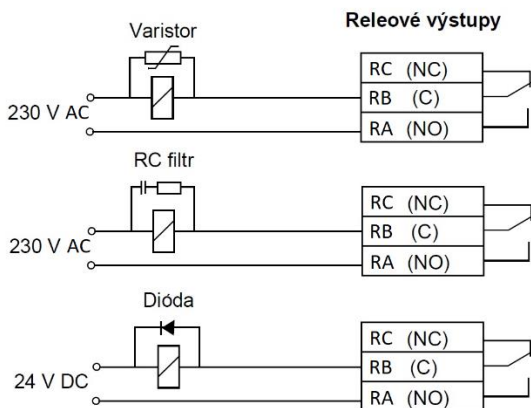 Releové výstupy
Varistor
230 V AC
RC (NC)
RB (C)
RA (NO)
RC filtr
230 V AC
RC (NC)
RB (C)
RA (NO)
Dióda
24 V DC
RC (NC)
RB (C)
RA (NO)